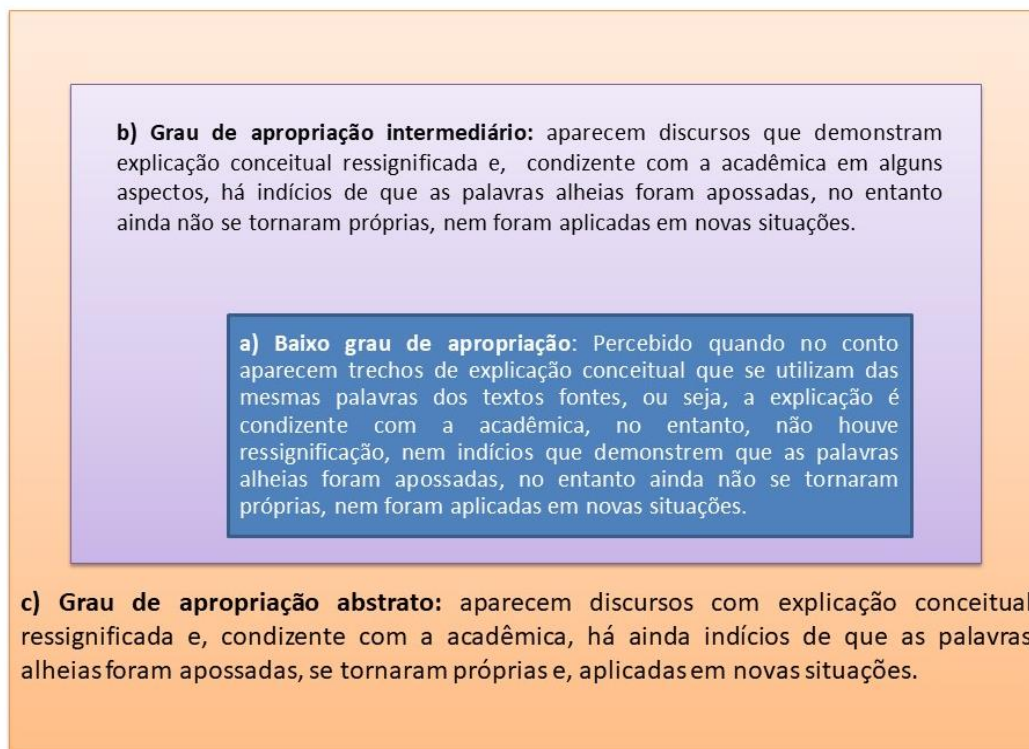 b) Grau de apropriação intermediário: aparecem discursos que demonstram
explicação conceitual ressignificada e, condizente com a acadêmica em alguns
aspectos, há indícios de que as palavras alheias foram apossadas, no entanto
ainda não se tornaram próprias, nem foram aplicadas em novas situações.
a) Baixo grau de apropriação: Percebido quando no conto
aparecem trechos de explicação conceitual que se utilizam das
mesmas palavras dos textos fontes, ou seja, a explicação é
condizente com a acadêmica, no entanto, não houve
ressignificação, nem indícios que demonstrem que as palavras
alheias foram apossadas, no entanto ainda não se tornaram
próprias, nem foram aplicadas em novas situações.
c) Grau de apropriação abstrato: aparecem discursos com explicação conceitual
ressignificada e, condizente com a acadêmica, há ainda indícios de que as palavras
alheias foram apossadas, se tornaram próprias e, aplicadas em novas situações.